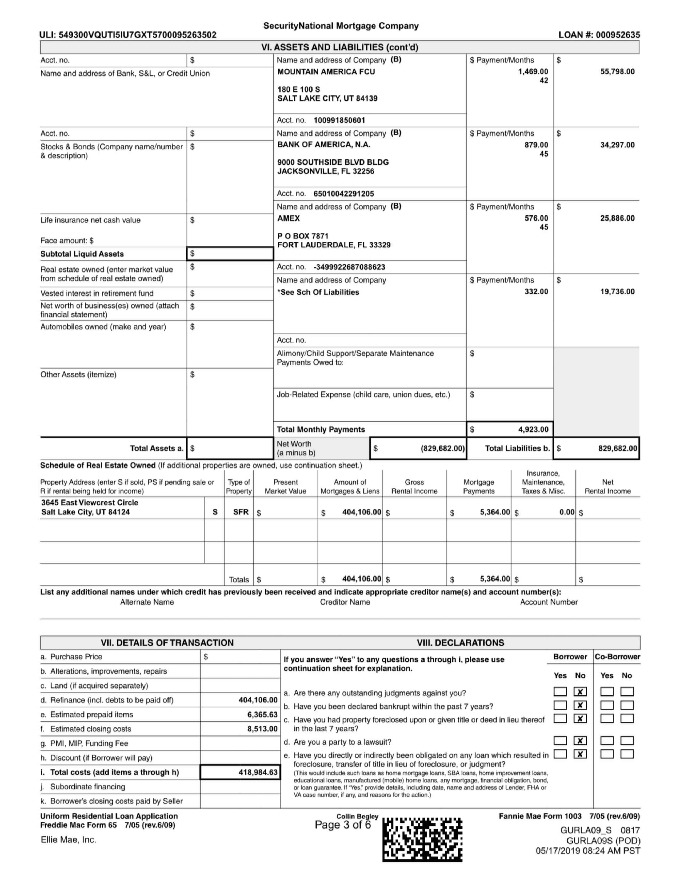 SecurityNational Mortgage Company
ULI: 549300VQUTI5IU7GXT5700095263502 LOAN #: 000952635
VI. ASSETS AND LIABILITIES (cont'd)
Acct. no. $ Name and address of Company (B) $ Payment/Months $
Name and address of Bank, S&L, or Credit Union MOUNTAIN AMERICA FCU 1,469.00 55,798.00
42
180 E 100 S
SALT LAKE CITY, UT 84139
Acct. no. 100991850601
Acct. no. $ Name and address of Company (B) $ Payment/Months $
Stocks & Bonds (Company name/number $ BANK OF AMERICA, N.A. 879.00 34,297.00
& description) 45
9000 SOUTHSIDE BLVD BLDG
JACKSONVILLE, FL 32256
Acct. no. 65010042291205
Name and address of Company (B) $ Payment/Months $
Life insurance net cash value $ AMEX 576.00 25,886.00
45
P O BOX 7871
Face amount: $ FORT LAUDERDALE, FL 33329
Subtotal Liquid Assets $
Real estate owned (enter market value $ Acct. no. -3499922687088623
from schedule of real estate owned) Name and address of Company $ Payment/Months $
Vested interest in retirement fund $ *See Sch Of Liabilities 332.00 19,736.00
Net worth of business(es) owned (attach $
financial statement)
Automobiles owned (make and year) $
Acct. no.
Alimony/Child Support/Separate Maintenance $
Payments Owed to:
Other Assets (itemize) $
Job-Related Expense (child care, union dues, etc.) $
Total Monthly Payments $ 4,923.00
Total Assets a. $ Net Worth $ (829,682.00) Total Liabilities b. $ 829,682.00
(a minus b)
Schedule of Real Estate Owned (If additional properties are owned, use continuation sheet.)
Insurance,
Property Address (enter S if sold, PS if pending sale or Type of Present Amount of Gross Mortgage Maintenance, Net
R if rental being held for income) Property Market Value Mortgages & Liens Rental Income Payments Taxes & Misc. Rental Income
3645 East Viewcrest Circle
Salt Lake City, UT 84124 S SFR $ $ 404,106.00 $ $ 5,364.00 $ 0.00 $
Totals $ $ 404,106.00 $ $ 5,364.00 $ $
List any additional names under which credit has previously been received and indicate appropriate creditor name(s) and account number(s):
Alternate Name Creditor Name Account Number
VII. DETAILS OF TRANSACTION VIII. DECLARATIONS
a. Purchase Price $ If you answer "Yes" to any questions a through i, please use Borrower Co-Borrower
b. Alterations, improvements, repairs continuation sheet for explanation. Yes No Yes No
c. Land (if acquired separately)
d. Refinance (incl. debts to be paid off) 404,106.00 a. Are there any outstanding judgments against you? X
e. Estimated prepaid items 6,365.63 b. Have you been declared bankrupt within the past 7 years? X
f. Estimated closing costs 8,513.00 c. Have you had property foreclosed upon or given title or deed in lieu thereof X
in the last 7 years?
g. PMI, MIP, Funding Fee d. Are you a party to a lawsuit? X
h. Discount (if Borrower will pay) e. Have you directly or indirectly been obligated on any loan which resulted in X
foreclosure, transfer of title in lieu of foreclosure, or judgment?
i. Total costs (add items a through h) 418,984.63 (This would include such loans as home mortgage loans, SBA loans, home improvement loans,
j. Subordinate financing educational loans, manufactured (mobile) home loans, any mortgage, financial obligation, bond,
or loan guarantee. If "Yes," provide details, including date, name and address of Lender, FHA or
k. Borrower's closing costs paid by Seller VA case number, if any, and reasons for the action.)
Uniform Residential Loan Application Collin Begley Fannie Mae Form 1003 7/05 (rev.6/09)
Freddie Mac Form 65 7/05 (rev.6/09) Page 3 of 6
GURLA09_S 0817
Ellie Mae, Inc. GURLA09S (POD)
05/17/2019 08:24 AM PST